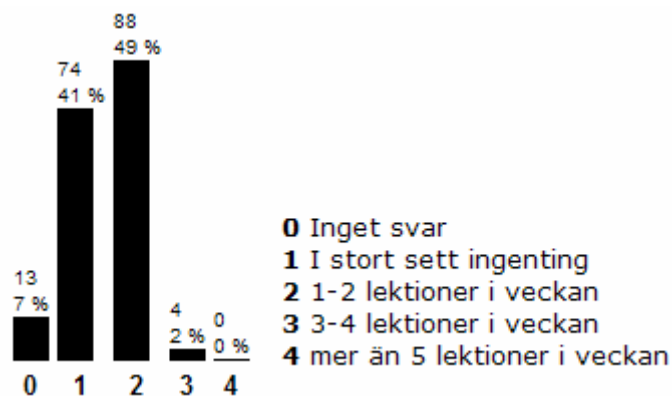 88
49 %
74
41 %
13
7 %
4
2 %
0
0 %
0 1 2 3 4
0 Inget svar
1 I stort sett ingenting
2 1-2 lektioner i veckan
3 3-4 lektioner i veckan
4 mer än 5 lektioner i veckan